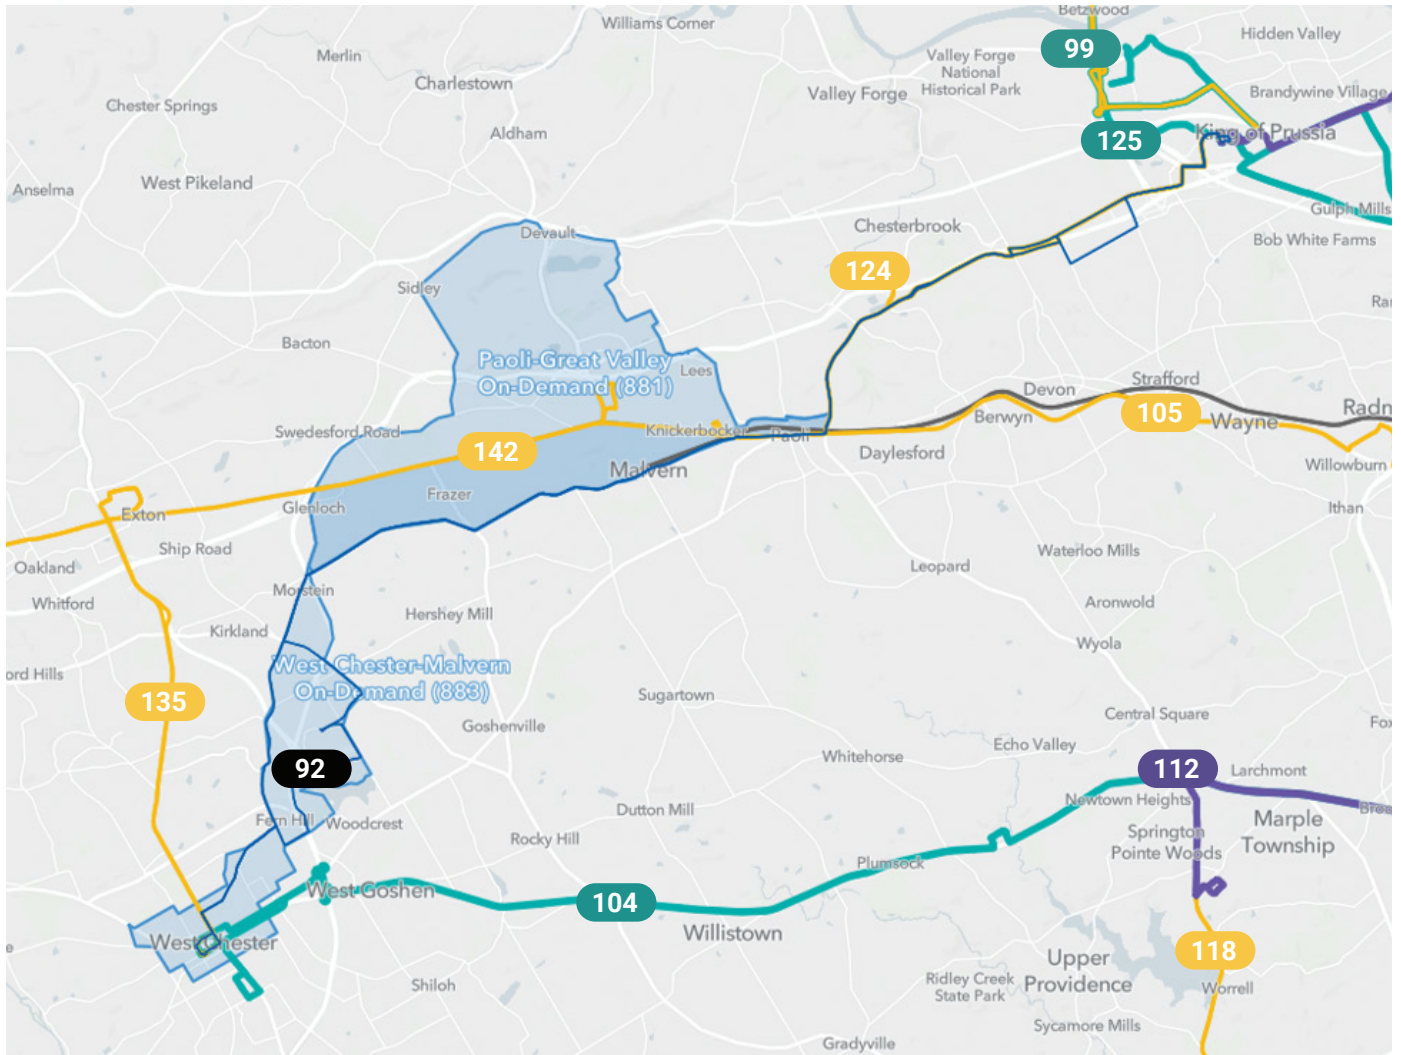 Betzwood
Williams Corner
Hidden Valley
99
Merlin
Valley Forge
National
Historical Park
Charlestown
Valley Forge
Brandywine Village
Chester Springs
Aldham
125
King of Prussia
West Pikeland
Anselma
Gulph Mills
Chesterbrook
Devault
Bob White Farms
124
Sidley
Bacton
Paoli-Great Valley
On-Demand (881)
Lees
Strafford
Devon
105
Berwyn
Wayne
Radn
Swedesford Road
Knickerbocker
Paoli
142
Daylesford
Malvern
Willowburn
Frazer
Glenloch
Exton
Ithan
Ship Road
Waterloo Mills
Oakland
Leopard
Morstein
Whitford
Aronwold
Hershey Mill
Kirkland
Wyola
West Chester-Malvern
On-Demand (883)
ord Hills
Sugartown
135
Central Square
Fox
Goshenville
Echo Valley
Whitehorse
92
112
Larchmont
Newtown Heights
Dutton Mill
Fern Hill
Woodcrest
Marple
Township
Springton
Pointe Woods
Rocky Hill
Plumsock
West Goshen
104
Willistown
West Chester
118
Upper
Providence
Shiloh
Ridley Creek
State Park
Worrell
Sycamore Mills
Gradyville